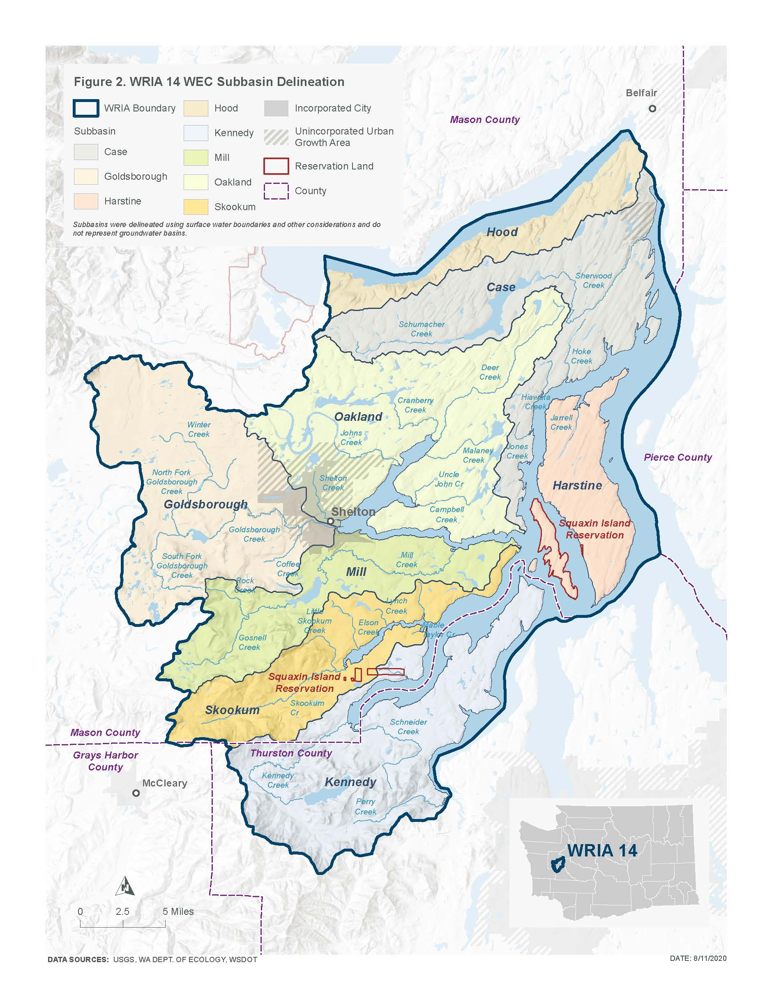 Figure 2. WRIA 14 WEC Subbasin Delineation
WRIA Boundary
Subbasin
Case
Goldsborough
Harstine
Hood
Kennedy
Mill
Oakland
Skookum
Incorporated City
Unincorporated Urban
Growth Area
Reservation Land
County
Subbasins were delineated using surface water boundaries and other considerations and do
not represent groundwater basins.
Belfair
Mason County
Hood
Case
Sherwood
Creek
Schumacher
Creek
Hoke
Creek
Deer
Creek
Hiawata
Creek
Cranberry
Creek
Oakland
Jarrell
Creek
Winter
Creek
Johns
Creek
Malaney
Creek
Jones
Creek
Pierce County
North Fork
Goldsborough
Creek
Shelton
Creek
Uncle
John Cr
Harstine
Goldsborough
Shelton
Campbell
Creek
Squaxin Island
Reservation
Goldsborough
Creek
South Fork
Goldsborough
Creek
Coffee
Creek
Mill
Creek
Mill
Rock
Creek
Lynch
Creek
Little
Skookum
Creek
Elson
Creek
Mable
Taylor Cr
Gosnell
Creek
Squaxin Island
Reservation
Skookum
Skookum
Cr
Schneider
Creek
Mason County
Grays Harbor
County
Thurston County
Kennedy
Creek
Kennedy
McCleary
Perry
Creek
WRIA 14
N
0 2.5 5 Miles
DATA SOURCES: USGS, WA DEPT. OF ECOLOGY, WSDOT
DATE: 8/11/2020